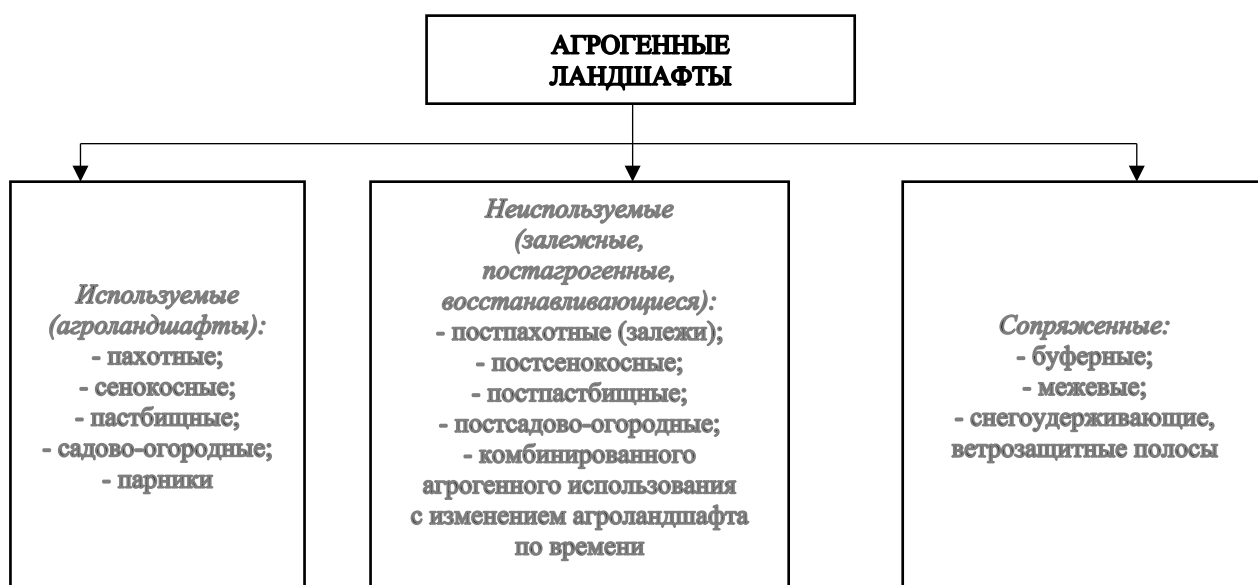 АГРОГЕННЫЕ
ЛАНДШАФТЫ
Используемые
(агроландшафты):
- пахотные;
- сенокосные;
- пастбищные;
- садово-огородные;
- парники
Неиспользуемые
(залежные,
постагрогенные,
восстанавливающиеся):
- постпахотные (залежи);
- постсенокосные;
- постпастбищные;
- постсадово-огородные;
- комбинированного
агрогенного использования
с изменением агроландшафта
по времени
Сопряженные:
- буферные;
- межевые;
- снегоудерживающие,
ветрозащитные полосы